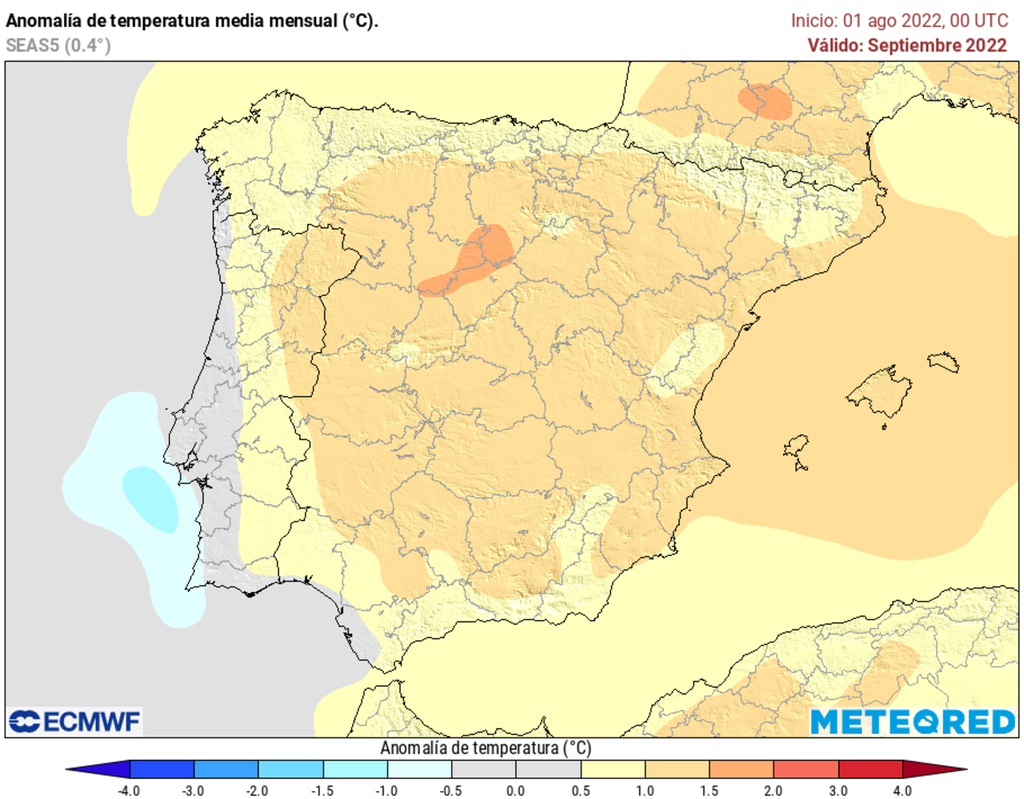 Anomalía de temperatura media mensual (°C).
Inicio: 01 ago 2022, 00 UTC
SEAS5 (0.4°)
Válido: Septiembre 2022
ECMWF
METEORED
Anomalía de temperatura (°C)
-4.0 -3.0 -2.0 -1.5 -1.0 -0.5 0.0 0.5 1.0 1.5 2.0 3.0 4.0